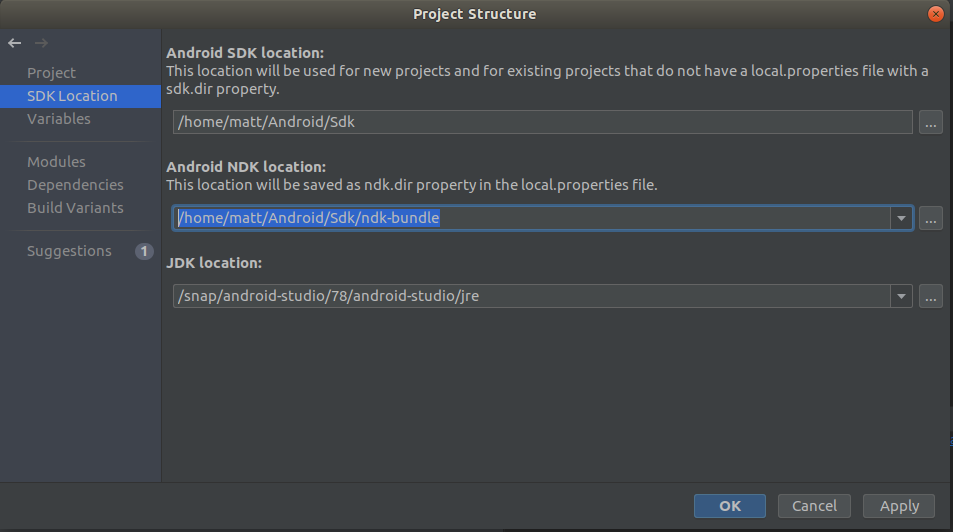 Project Structure
Project
SDK Location
Variables
Modules
Dependencies
Build Variants
Suggestions
1
Android SDK location:
This location will be used for new projects and for existing projects that do not have a local.properties file with a
sdk.dir property.
/home/matt/Android/Sdk
...
Android NDK location:
This location will be saved as ndk.dir property in the local.properties file.
/home/matt/Android/Sdk/ndk-bundle
...
JDK location:
/snap/android-studio/78/android-studio/jre
...
OK
Cancel
Apply